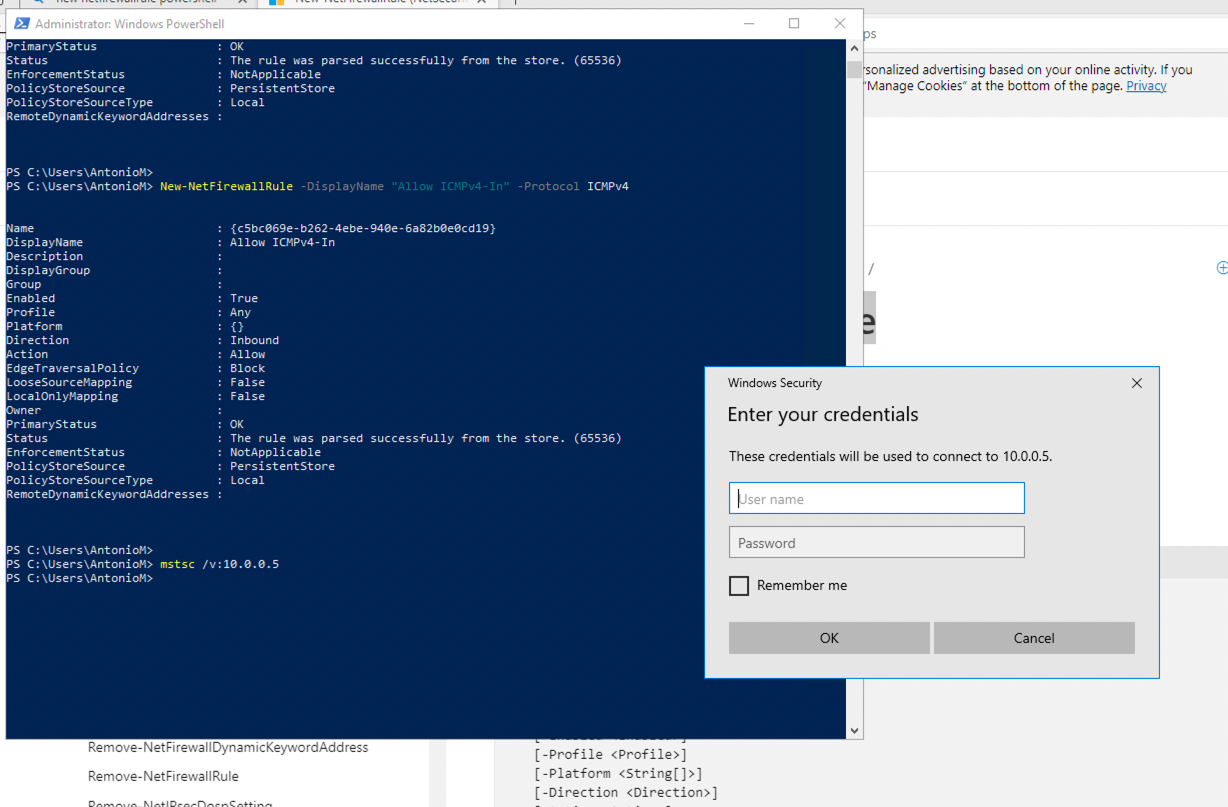 new netfirewallrule powershell
New-NetFirewallRule (NetSecuri
Administrator: Windows PowerShell
PrimaryStatus : OK
Status : The rule was parsed successfully from the store. (65536)
EnforcementStatus : NotApplicable
PolicyStoreSource : PersistentStore
PolicyStoreSourceType : Local
RemoteDynamicKeywordAddresses :
PS C:\Users\AntonioM>
PS C:\Users\AntonioM> New-NetFirewallRule -DisplayName "Allow ICMPv4-In" -Protocol ICMPv4
Name : {c5bc069e-b262-4ebe-940e-6a82b0e0cd19}
DisplayName : Allow ICMPv4-In
Description :
DisplayGroup :
Group :
Enabled : True
Profile : Any
Platform : {}
Direction : Inbound
Action : Allow
EdgeTraversalPolicy : Block
LooseSourceMapping : False
LocalOnlyMapping : False
Owner :
PrimaryStatus : OK
Status : The rule was parsed successfully from the store. (65536)
EnforcementStatus : NotApplicable
PolicyStoreSource : PersistentStore
PolicyStoreSourceType : Local
RemoteDynamicKeywordAddresses :
PS C:\Users\AntonioM>
PS C:\Users\AntonioM> mstsc /v:10.0.0.5
PS C:\Users\AntonioM>
ps
rsonalized advertising based on your online activity. If you
"Manage Cookies" at the bottom of the page. Privacy
/
e
Windows Security
Enter your credentials
These credentials will be used to connect to 10.0.0.5.
User name
Password
Remember me
OK Cancel
Remove-NetFirewallDynamicKeywordAddress
Remove-NetFirewallRule
Remove-NetIPsecDospSetting
[-Profile <Profile>]
[-Platform <String[]>]
[-Direction <Direction>]